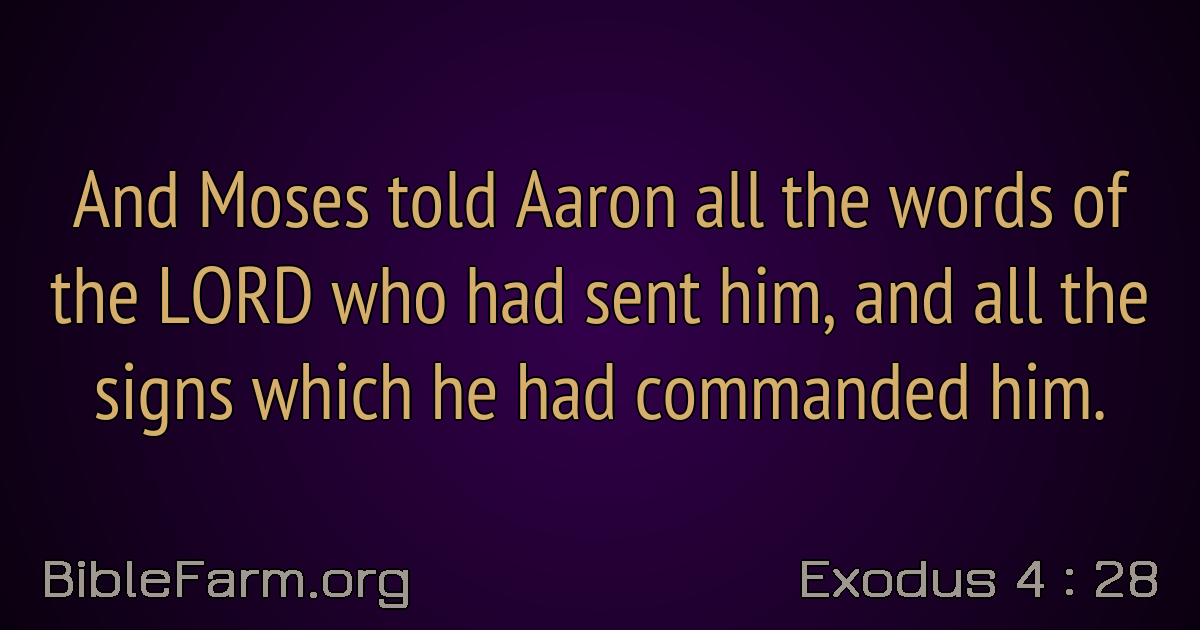 And Moses told Aaron all the words of
the LORD who had sent him, and all the
signs which he had commanded him.
BibleFarm.org
Exodus 4 : 28